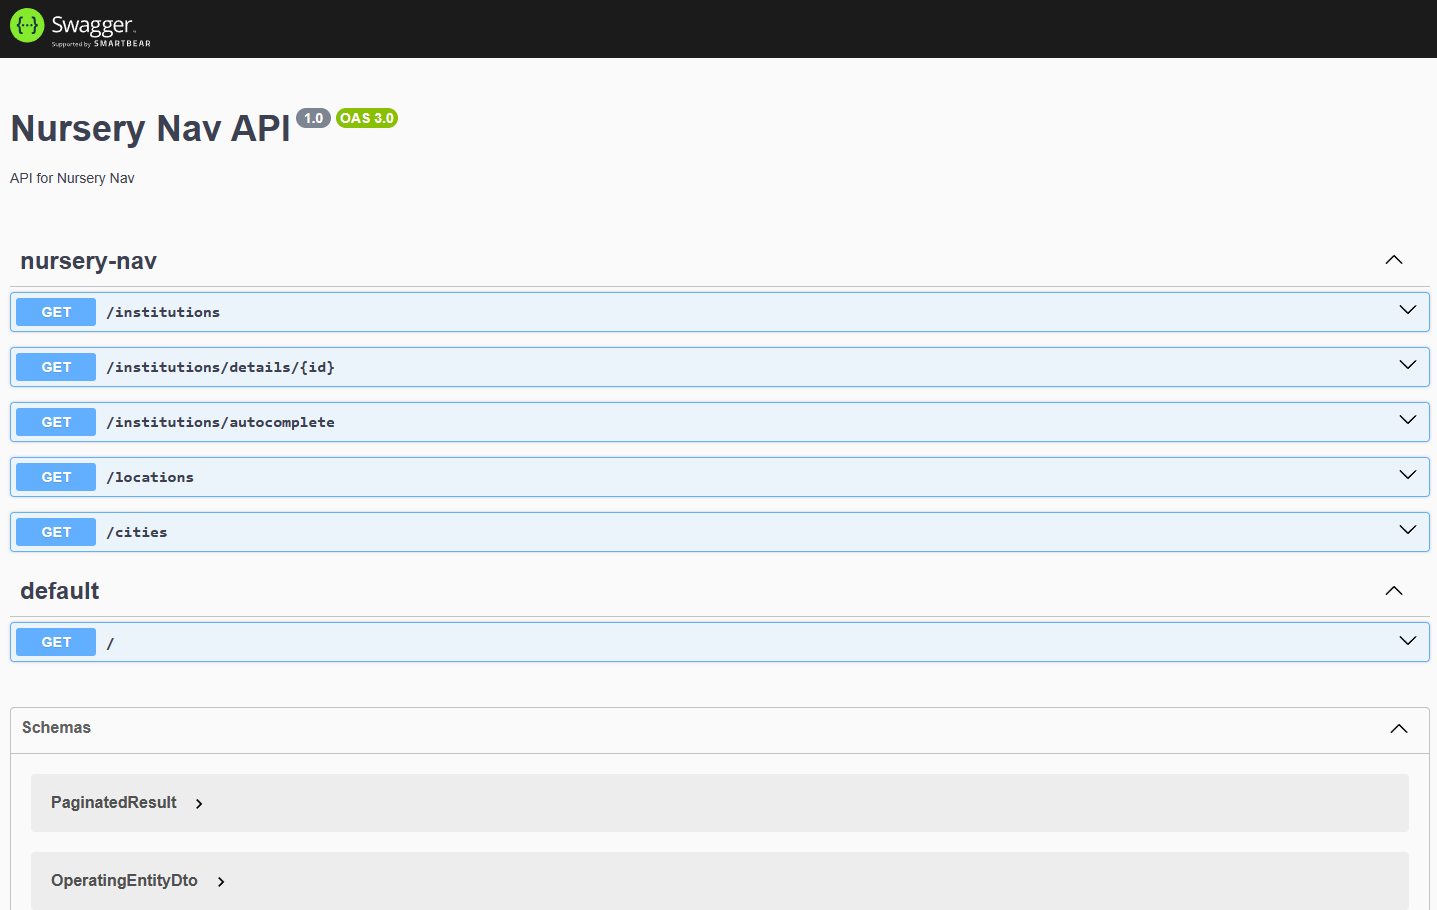 Swagger
Supported by SMARTBEAR
Nursery Nav API 1.0 OAS 3.0
API for Nursery Nav
nursery-nav
GET /institutions
GET /institutions/details/{id}
GET /institutions/autocomplete
GET /locations
GET /cities
default
GET /
Schemas
PaginatedResult
OperatingEntityDto